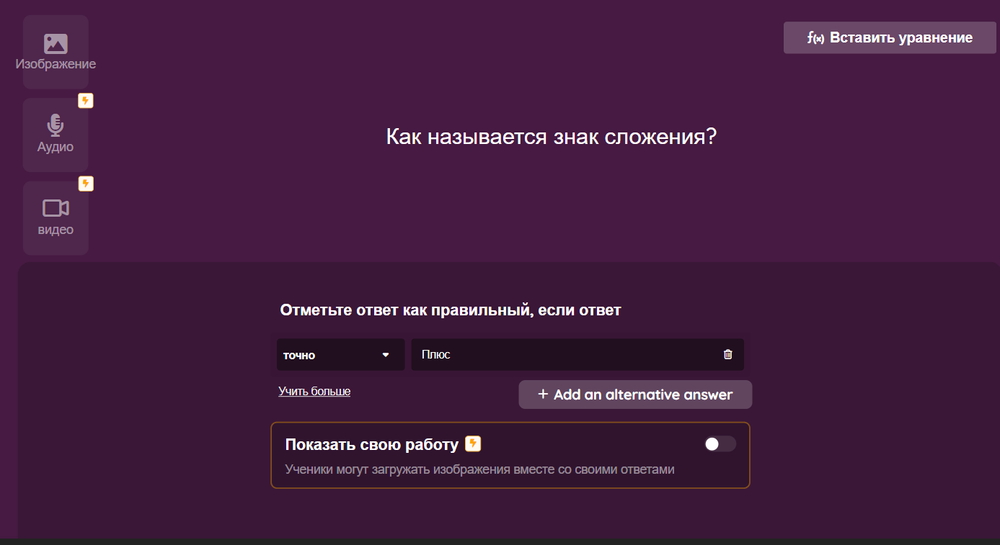 Изображение
Аудио
видео
f(x) Вставить уравнение
Как называется знак сложения?
Отметьте ответ как правильный, если ответ
точно
Плюс
Учить больше
+ Add an alternative answer
Показать свою работу
Ученики могут загружать изображения вместе со своими ответами